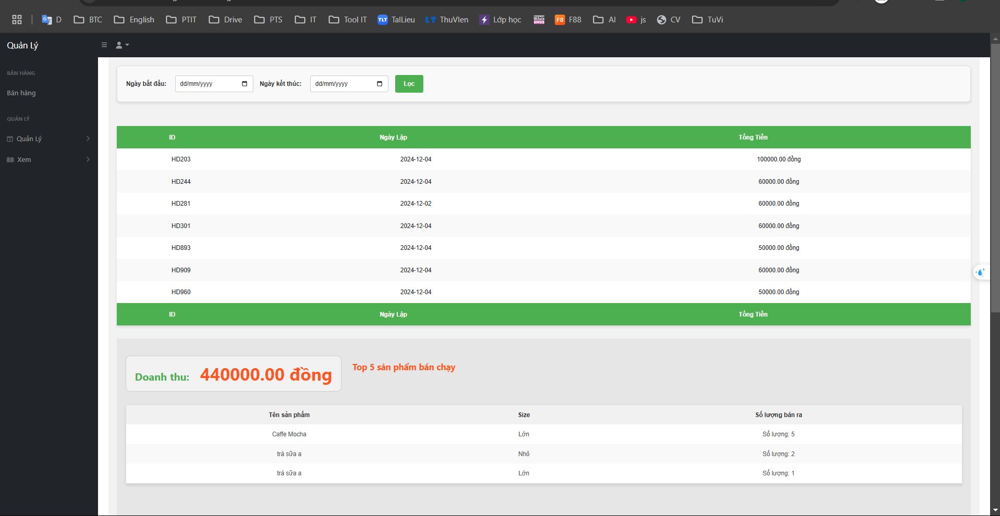 D BTC English PTIT Drive PTS IT Tool IT TLT TaiLieu LT ThuVien Lớp học TEMP SMSS F8 F88 AI js CV TuVi
Quản Lý
BÁN HÀNG
Bán hàng
QUẢN LÝ
Quản Lý
Xem
Ngày bắt đầu: dd/mm/yyyy Ngày kết thúc: dd/mm/yyyy Lọc
ID Ngày Lập Tổng Tiền
HD203 2024-12-04 100000.00 đồng
HD244 2024-12-04 60000.00 đồng
HD281 2024-12-02 60000.00 đồng
HD301 2024-12-04 60000.00 đồng
HD893 2024-12-04 50000.00 đồng
HD909 2024-12-04 60000.00 đồng
HD960 2024-12-04 50000.00 đồng
ID Ngày Lập Tổng Tiền
Doanh thu: 440000.00 đồng
Top 5 sản phẩm bán chạy
Tên sản phẩm Size Số lượng bán ra
Caffe Mocha Lớn Số lượng: 5
trà sữa a Nhỏ Số lượng: 2
trà sữa a Lớn Số lượng: 1